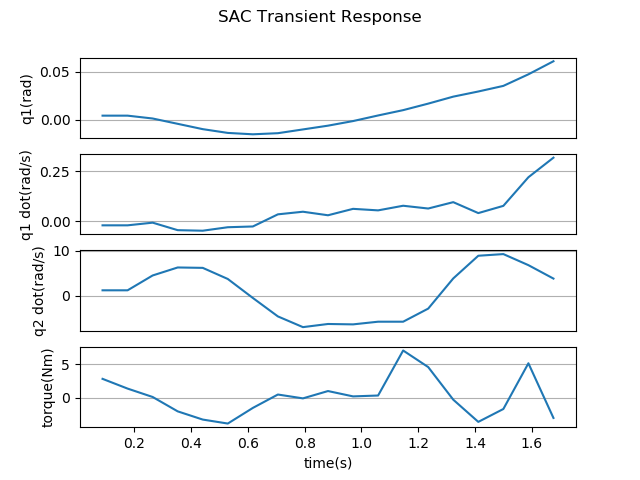 SAC Transient Response
q1(rad)
0.05
0.00
q1 dot(rad/s)
0.25
0.00
q2 dot(rad/s)
10
0
torque(Nm)
5
0
0.2 0.4 0.6 0.8 1.0 1.2 1.4 1.6
time(s)